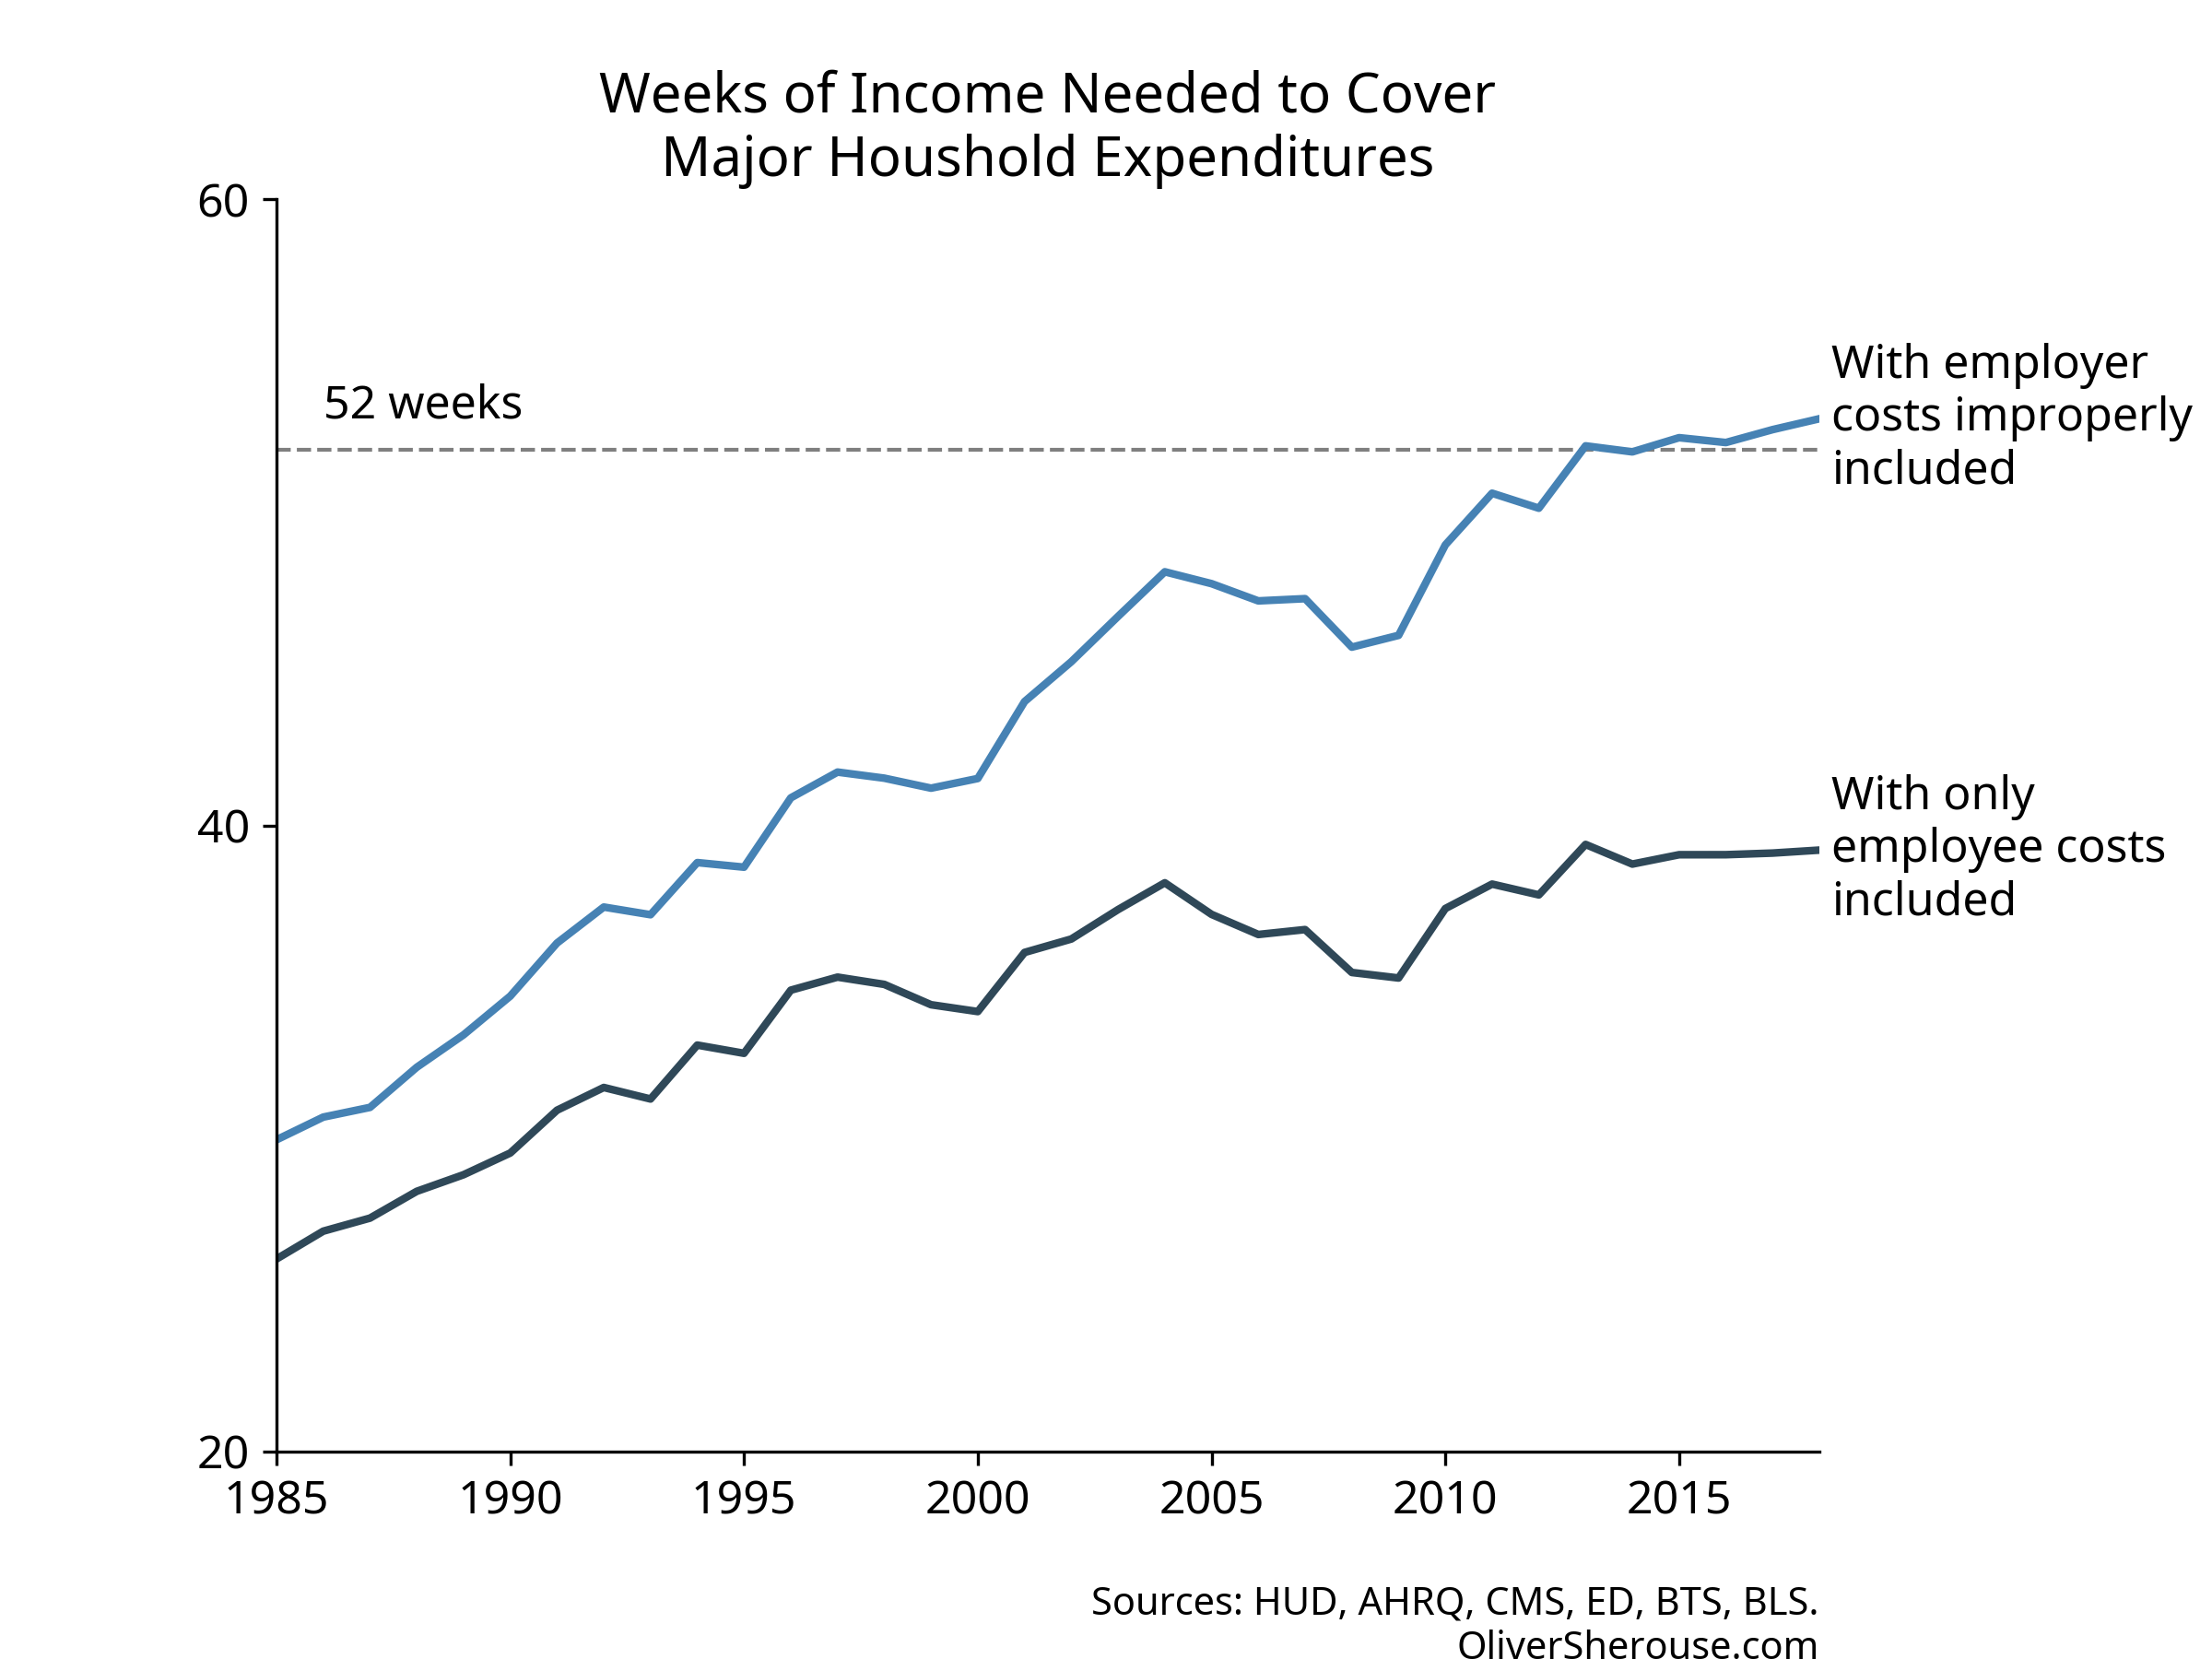 Weeks of Income Needed to Cover
Major Houshold Expenditures
60
52 weeks
With employer
costs improperly
included
40
With only
employee costs
included
20
1985 1990 1995 2000 2005 2010 2015
Sources: HUD, AHRQ, CMS, ED, BTS, BLS.
OliverSherouse.com